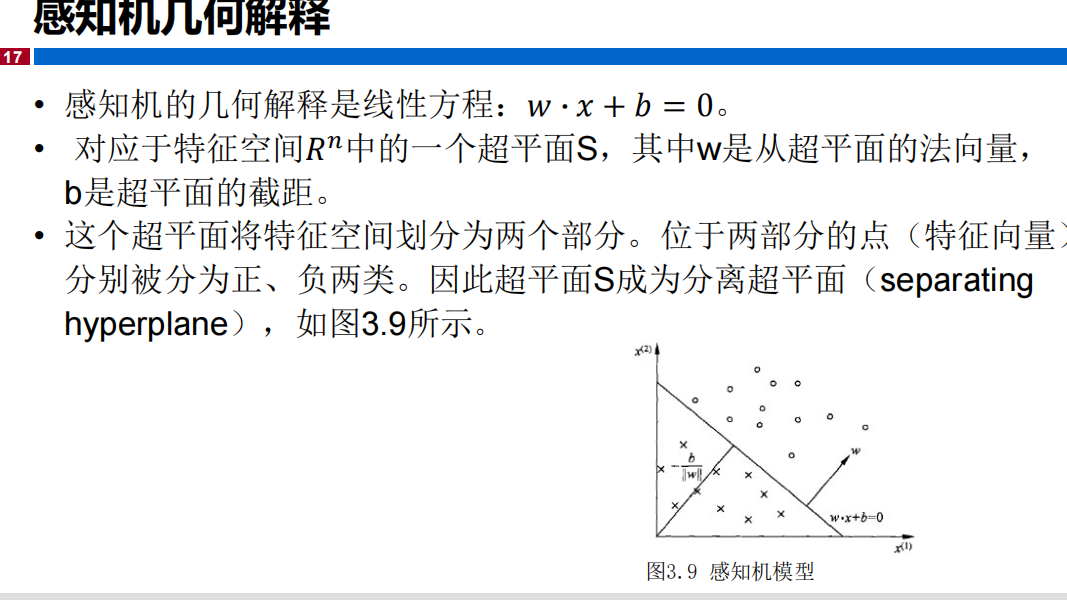 感知机几何解释
17
• 感知机的几何解释是线性方程：w · x + b = 0。
• 对应于特征空间Rⁿ中的一个超平面S，其中w是从超平面的法向量，
b是超平面的截距。
• 这个超平面将特征空间划分为两个部分。位于两部分的点（特征向量）
分别被分为正、负两类。因此超平面S成为分离超平面（separating
hyperplane），如图3.9所示。
x⁽²⁾
w
-b/||w||
w·x+b=0
x⁽¹⁾
图3.9 感知机模型